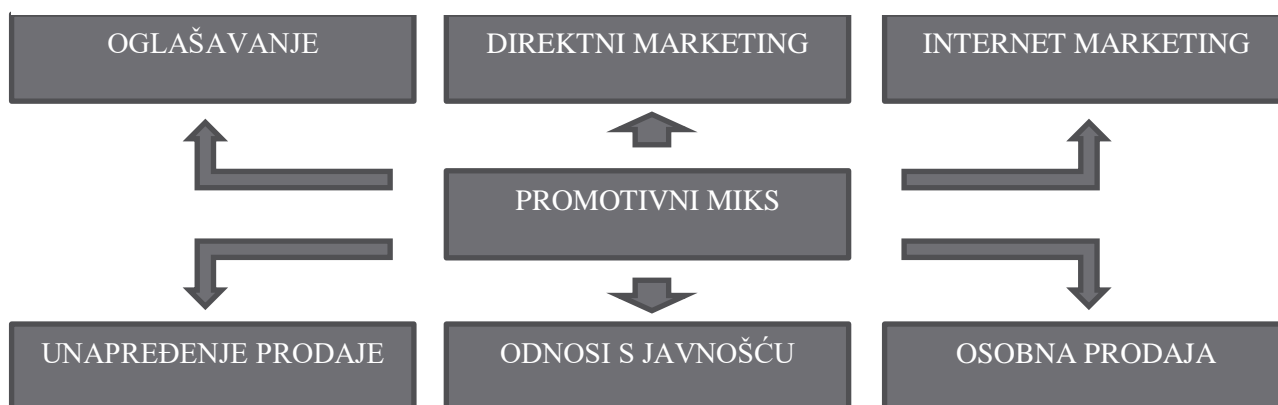 OGLAŠAVANJE
DIREKTNI MARKETING
INTERNET MARKETING
PROMOTIVNI MIKS
UNAPREĐENJE PRODAJE
ODNOSI S JAVNOŠĆU
OSOBNA PRODAJA